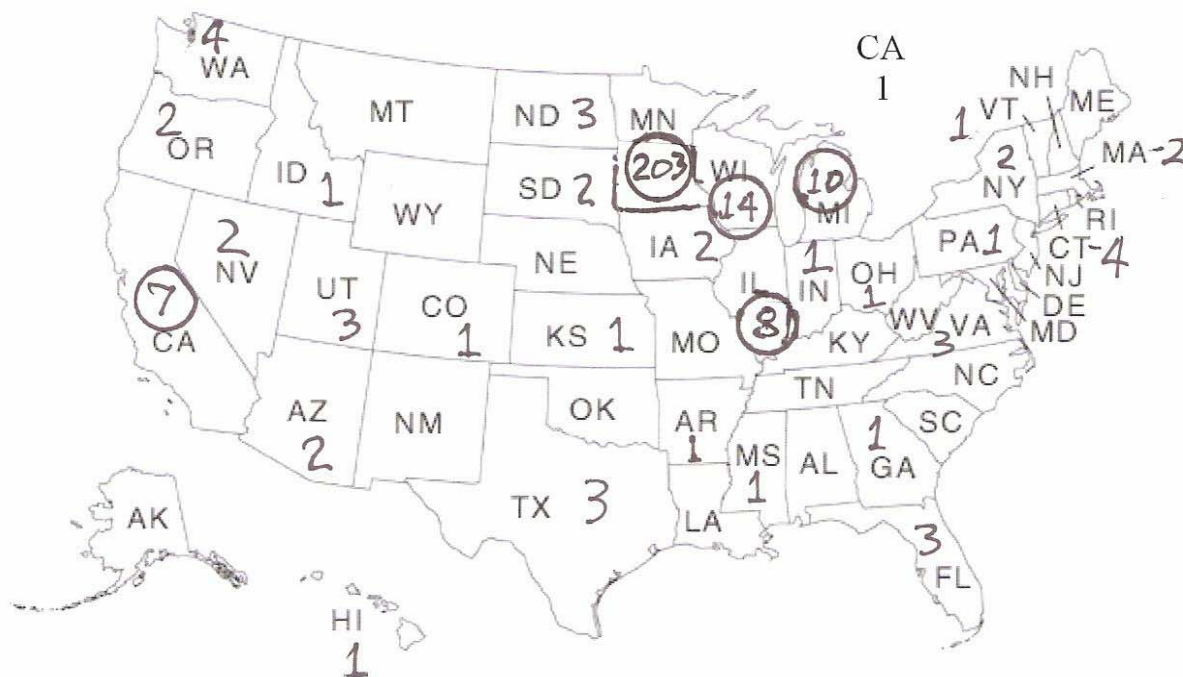 CA
1
4
WA
2
OR
MT
ID 1
WY
ND 3
SD 2
MN
203
WI
14
10
MI
NH
VT
1
ME
MA-2
2
NY
RI
CT-4
NJ
DE
MD
PA 1
7
CA
2
NV
UT
3
CO
1
NE
KS 1
IA 2
IL
8
1
IN
OH
1
MO
KY
WV
VA
3
AZ
2
NM
OK
AR
1
TN
NC
SC
MS
1
AL
1
GA
TX 3
LA
3
FL
AK
HI
1